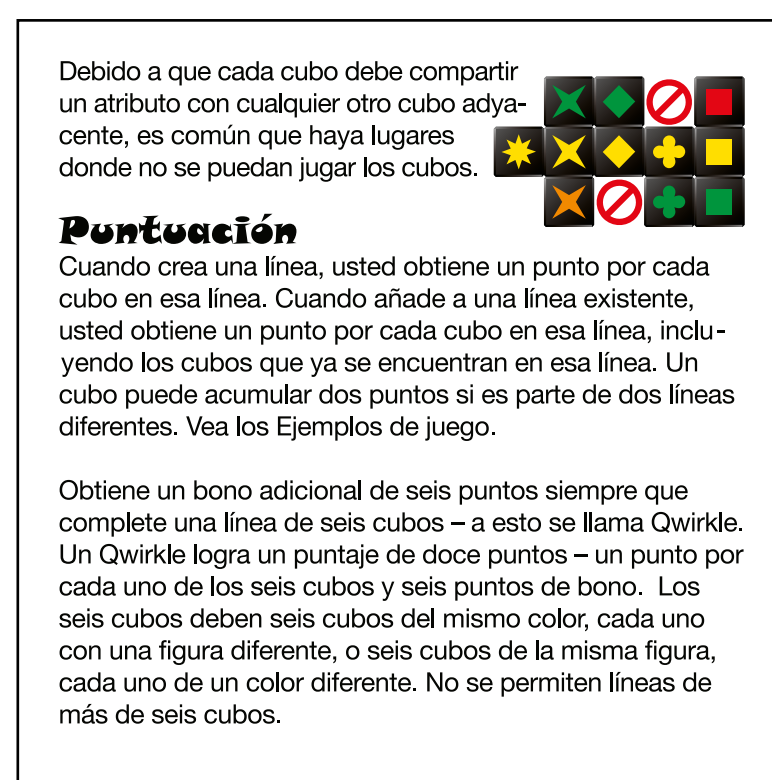 Debido a que cada cubo debe compartir
un atributo con cualquier otro cubo adya-
cente, es común que haya lugares
donde no se puedan jugar los cubos.
Puntuación
Cuando crea una línea, usted obtiene un punto por cada
cubo en esa línea. Cuando añade a una línea existente,
usted obtiene un punto por cada cubo en esa línea, inclu-
yendo los cubos que ya se encuentran en esa línea. Un
cubo puede acumular dos puntos si es parte de dos líneas
diferentes. Vea los Ejemplos de juego.
Obtiene un bono adicional de seis puntos siempre que
complete una línea de seis cubos – a esto se llama Qwirkle.
Un Qwirkle logra un puntaje de doce puntos – un punto por
cada uno de los seis cubos y seis puntos de bono.  Los
seis cubos deben seis cubos del mismo color, cada uno
con una figura diferente, o seis cubos de la misma figura,
cada uno de un color diferente. No se permiten líneas de
más de seis cubos.